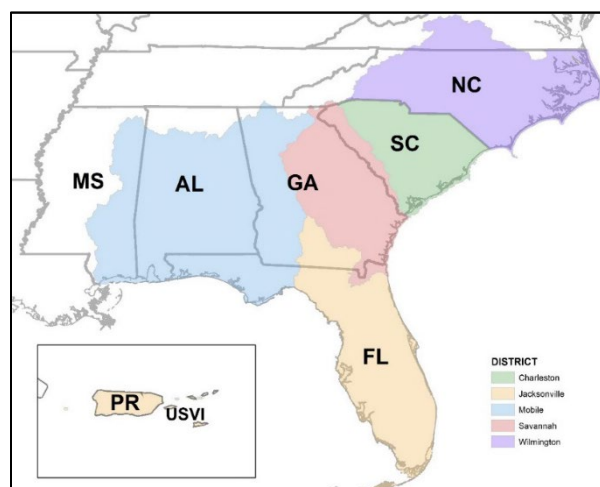 NC
SC
MS
AL
GA
FL
PR
USVI
DISTRICT
Charleston
Jacksonville
Mobile
Savannah
Wilmington